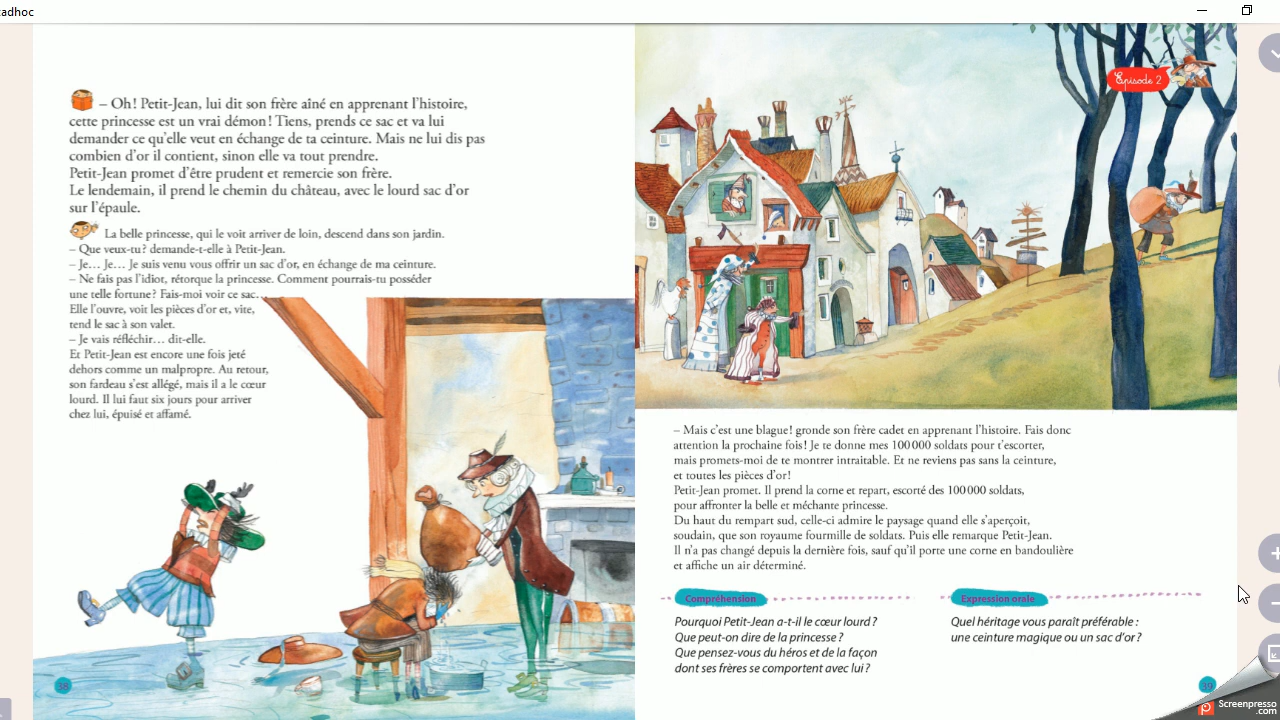 adhoc
– Oh! Petit-Jean, lui dit son frère aîné en apprenant l'histoire,
cette princesse est un vrai démon! Tiens, prends ce sac et va lui
demander ce qu'elle veut en échange de ta ceinture. Mais ne lui dis pas
combien d'or il contient, sinon elle va tout prendre.
Petit-Jean promet d'être prudent et remercie son frère.
Le lendemain, il prend le chemin du château, avec le lourd sac d'or
sur l'épaule.
La belle princesse, qui le voit arriver de loin, descend dans son jardin.
– Que veux-tu? demande-t-elle à Petit-Jean.
– Je… Je… Je suis venu vous offrir un sac d'or, en échange de ma ceinture.
– Ne fais pas l'idiot, rétorque la princesse. Comment pourrais-tu posséder
une telle fortune? Fais-moi voir ce sac…
Elle l'ouvre, voit les pièces d'or et, vite,
tend le sac à son valet.
– Je vais réfléchir… dit-elle.
Et Petit-Jean est encore une fois jeté
dehors comme un malpropre. Au retour,
son fardeau s'est allégé, mais il a le cœur
lourd. Il lui faut six jours pour arriver
chez lui, épuisé et affamé.
38
Épisode 2
– Mais c'est une blague! gronde son frère cadet en apprenant l'histoire. Fais donc
attention la prochaine fois! Je te donne mes 100 000 soldats pour t'escorter,
mais promets-moi de te montrer intraitable. Et ne reviens pas sans la ceinture,
et toutes les pièces d'or!
Petit-Jean promet. Il prend la corne et repart, escorté des 100 000 soldats,
pour affronter la belle et méchante princesse.
Du haut du rempart sud, celle-ci admire le paysage quand elle s'aperçoit,
soudain, que son royaume fourmille de soldats. Puis elle remarque Petit-Jean.
Il n'a pas changé depuis la dernière fois, sauf qu'il porte une corne en bandoulière
et affiche un air déterminé.
Compréhension
Pourquoi Petit-Jean a-t-il le cœur lourd?
Que peut-on dire de la princesse?
Que pensez-vous du héros et de la façon
dont ses frères se comportent avec lui?
Expression orale
Quel héritage vous paraît préférable :
une ceinture magique ou un sac d'or?
39
Screenpresso
.com